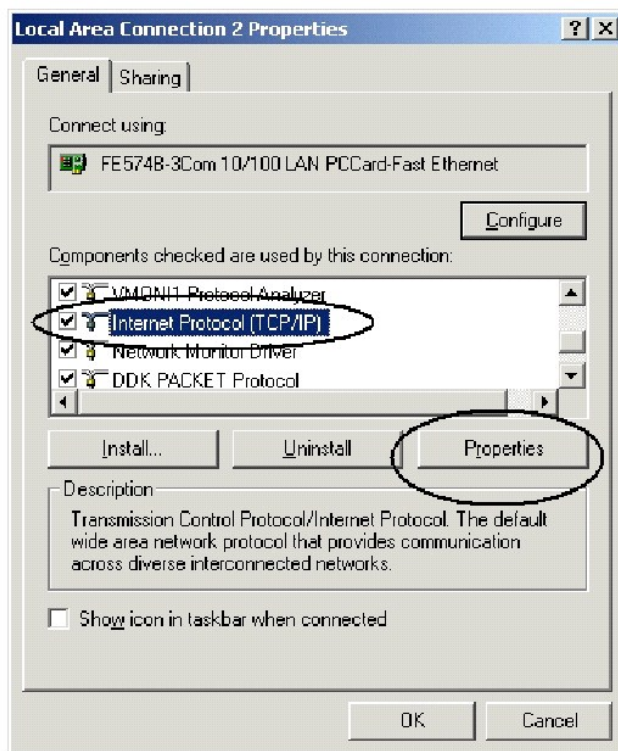 Local Area Connection 2 Properties
General
Sharing
Connect using:
FE574B-3Com 10/100 LAN PCCard-Fast Ethernet
Configure
Components checked are used by this connection:
VMONI1 Protocol Analyzer
Internet Protocol (TCP/IP)
Network Monitor Driver
DDK PACKET Protocol
Install...
Uninstall
Properties
Description
Transmission Control Protocol/Internet Protocol. The default
wide area network protocol that provides communication
across diverse interconnected networks.
Show icon in taskbar when connected
OK
Cancel